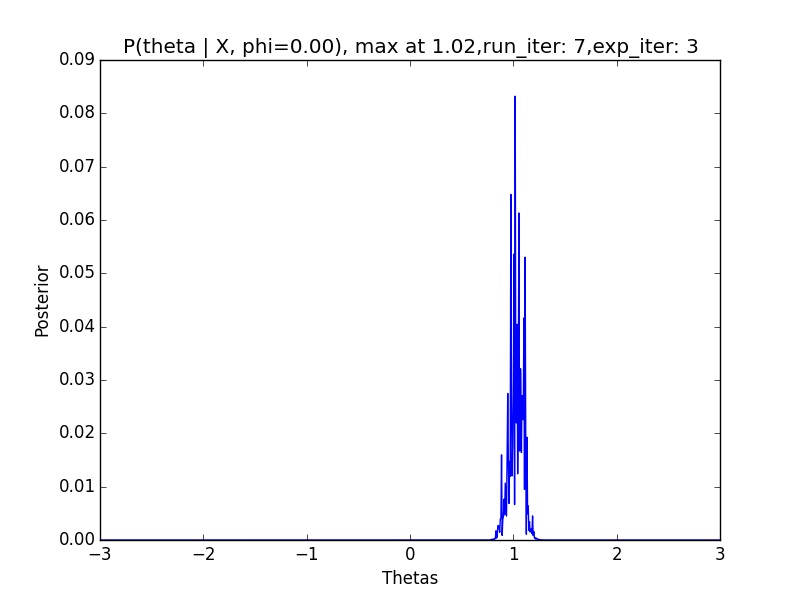 P(theta | X, phi=0.00), max at 1.02,run_iter: 7,exp_iter: 3
0.09
0.08
0.07
0.06
0.05
0.04
0.03
0.02
0.01
0.00
Posterior
−3 −2 −1 0 1 2 3
Thetas